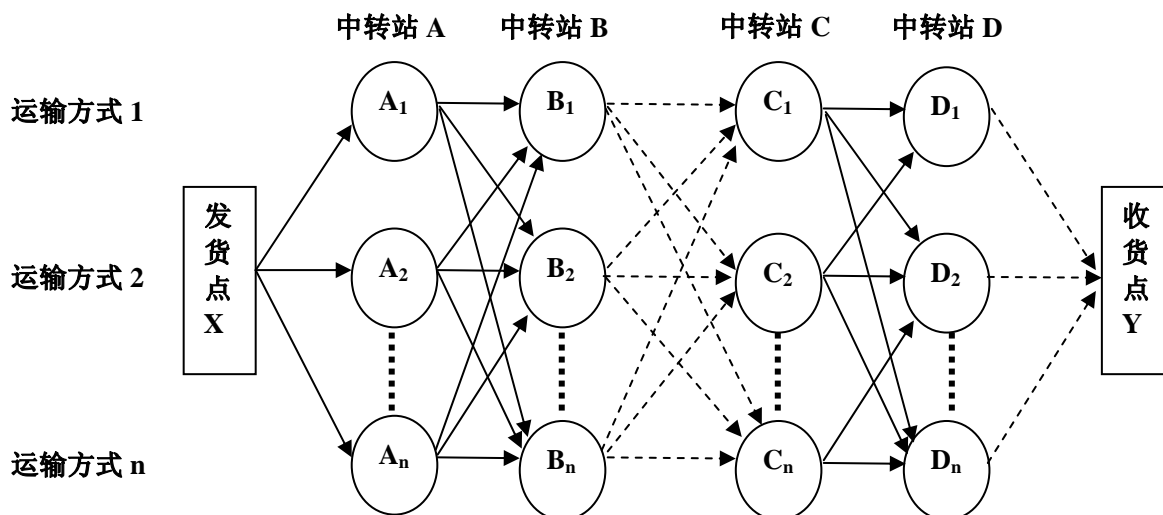 中转站 A 中转站 B 中转站 C 中转站 D
运输方式 1 A1 B1 C1 D1
发
货
点
X
运输方式 2 A2 B2 C2 D2
收
货
点
Y
运输方式 n An Bn Cn Dn